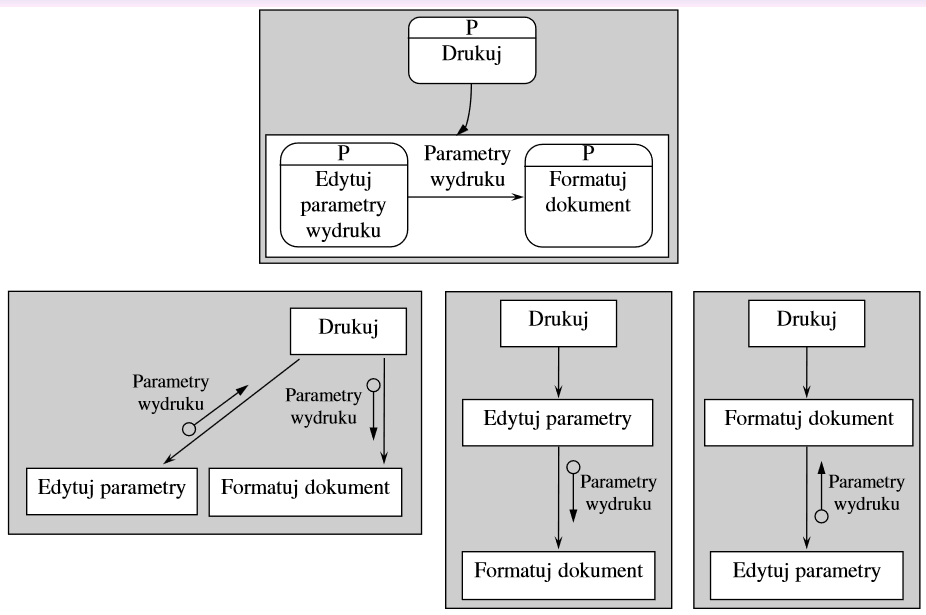 P
Drukuj
P
Edytuj
parametry
wydruku
Parametry
wydruku
P
Formatuj
dokument
Drukuj
Parametry
wydruku
Parametry
wydruku
Edytuj parametry
Formatuj dokument
Drukuj
Edytuj parametry
Parametry
wydruku
Formatuj dokument
Drukuj
Formatuj dokument
Parametry
wydruku
Edytuj parametry